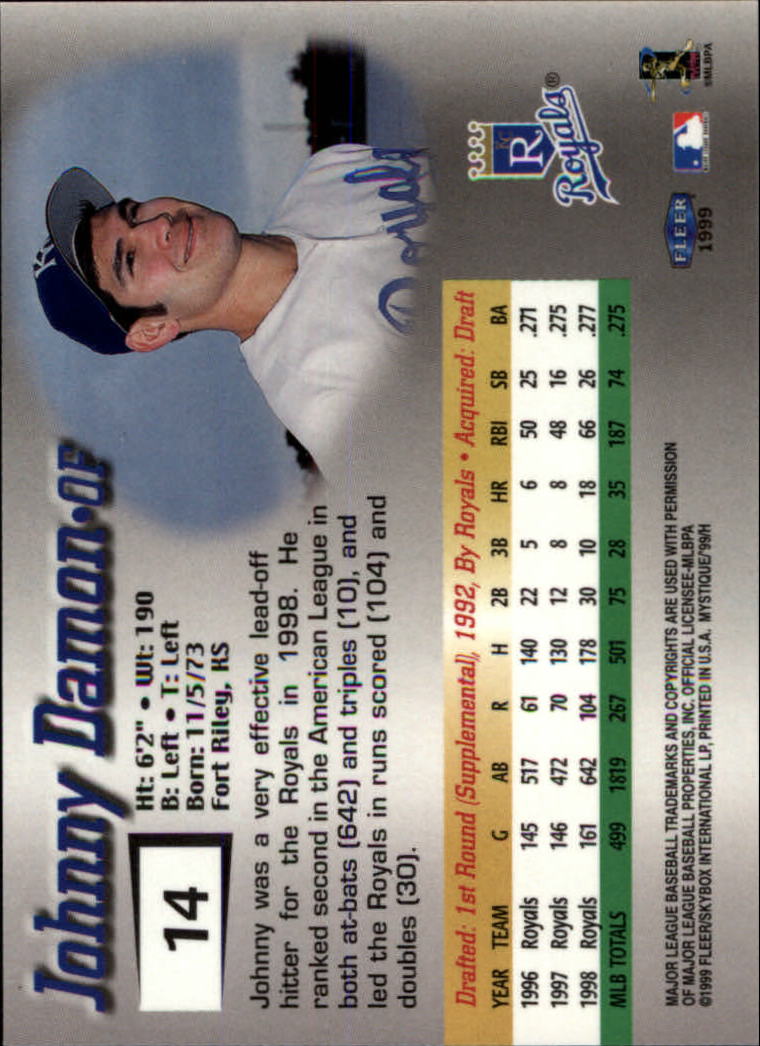 Johnny Damon•OF
14
Ht: 6'2" • Wt: 190
B: Left • T: Left
Born: 11/5/73
Fort Riley, KS
Johnny was a very effective lead-off
hitter for the Royals in 1998. He
ranked second in the American League in
both at-bats (642) and triples (10), and
led the Royals in runs scored (104) and
doubles (30).
Drafted: 1st Round (Supplemental), 1992, By Royals • Acquired: Draft
YEAR TEAM G AB R H 2B 3B HR RBI SB BA
1996 Royals 145 517 61 140 22 5 6 50 25 .271
1997 Royals 146 472 70 130 12 8 8 48 16 .275
1998 Royals 161 642 104 178 30 10 18 66 26 .277
MLB TOTALS 499 1819 267 501 75 28 35 187 74 .275
R
Royals®
MAJOR LEAGUE BASEBALL TRADEMARKS AND COPYRIGHTS ARE USED WITH PERMISSION
OF MAJOR LEAGUE BASEBALL PROPERTIES, INC. OFFICIAL LICENSEE-MLBPA
©1999 FLEER/SKYBOX INTERNATIONAL LP, PRINTED IN U.S.A. MYSTIQUE/'99/H
FLEER
1999
©MLBPA
Royals